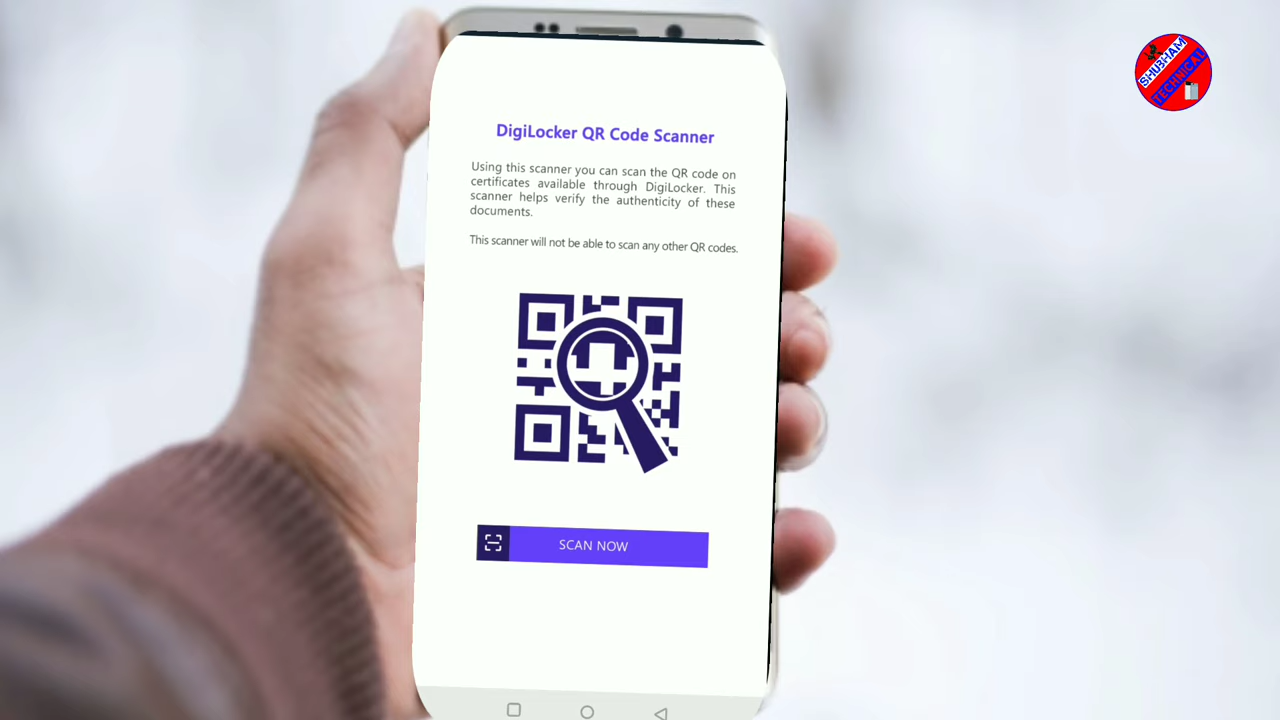 DigiLocker QR Code Scanner
Using this scanner you can scan the QR code on
certificates available through DigiLocker. This
scanner helps verify the authenticity of these
documents.
This scanner will not be able to scan any other QR codes.
SCAN NOW
SHUBHAM
TECHNICAL